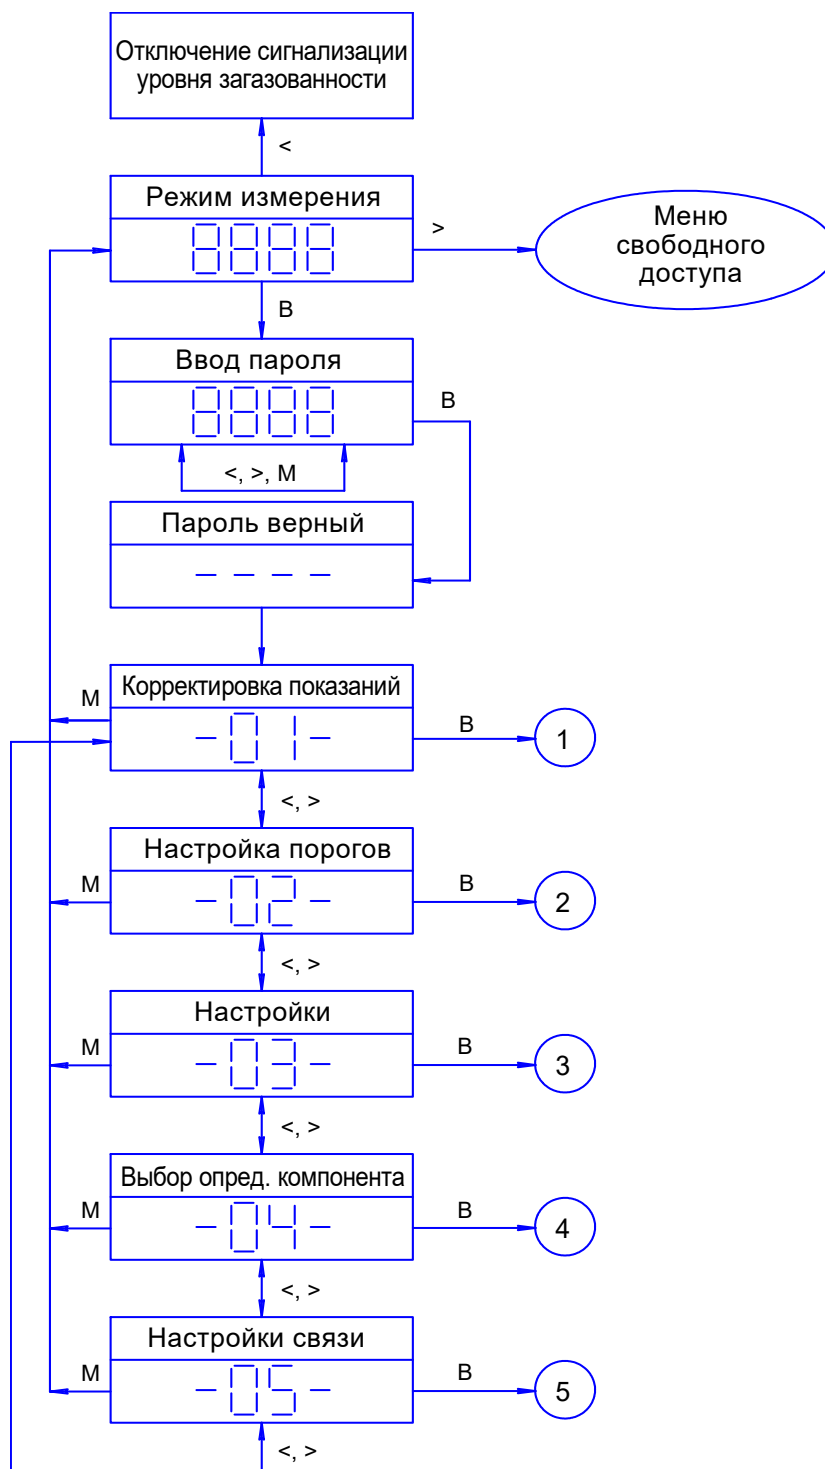 Отключение сигнализации
уровня загазованности
<
Режим измерения
8888
>
Меню
свободного
доступа
В
Ввод пароля
8888
В
<, >, М
Пароль верный
- - - -
Корректировка показаний
М
-01-
В
1
<, >
Настройка порогов
М
-02-
В
2
<, >
Настройки
М
-03-
В
3
<, >
Выбор опред. компонента
М
-04-
В
4
<, >
Настройки связи
М
-05-
В
5
<, >